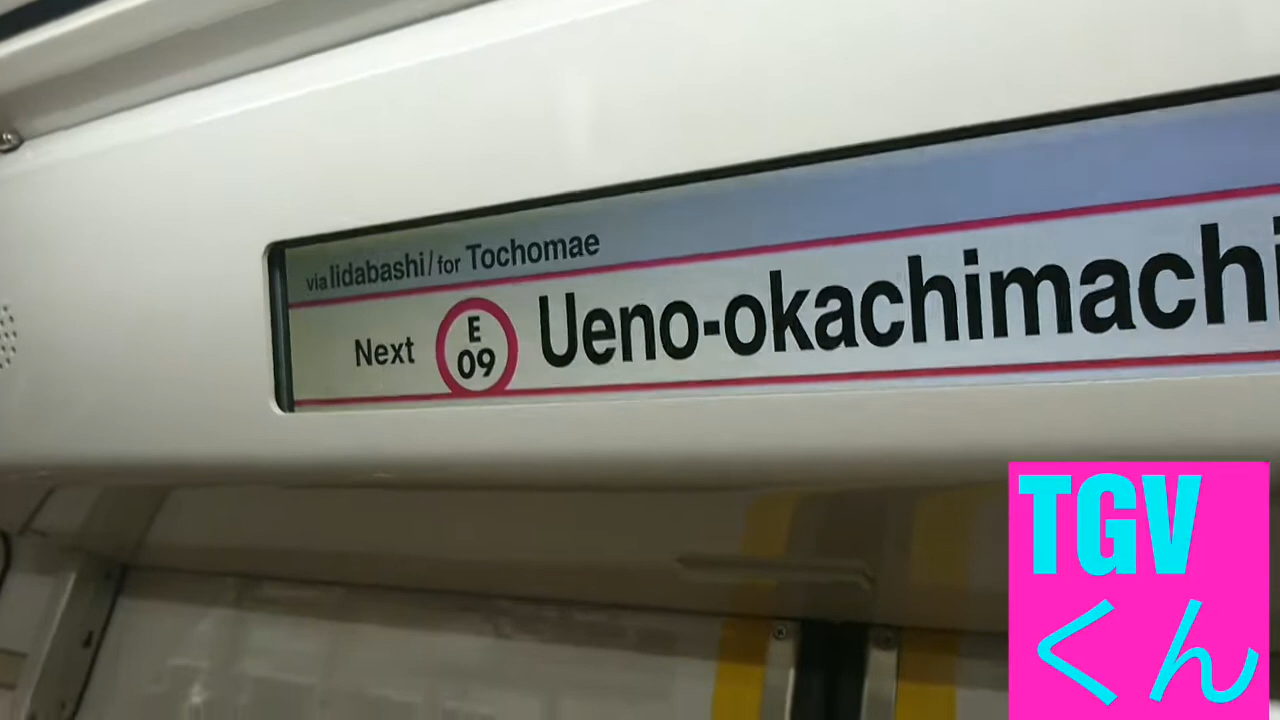 via Iidabashi / for Tochomae
Next E 09 Ueno-okachimachi
TGV
くん